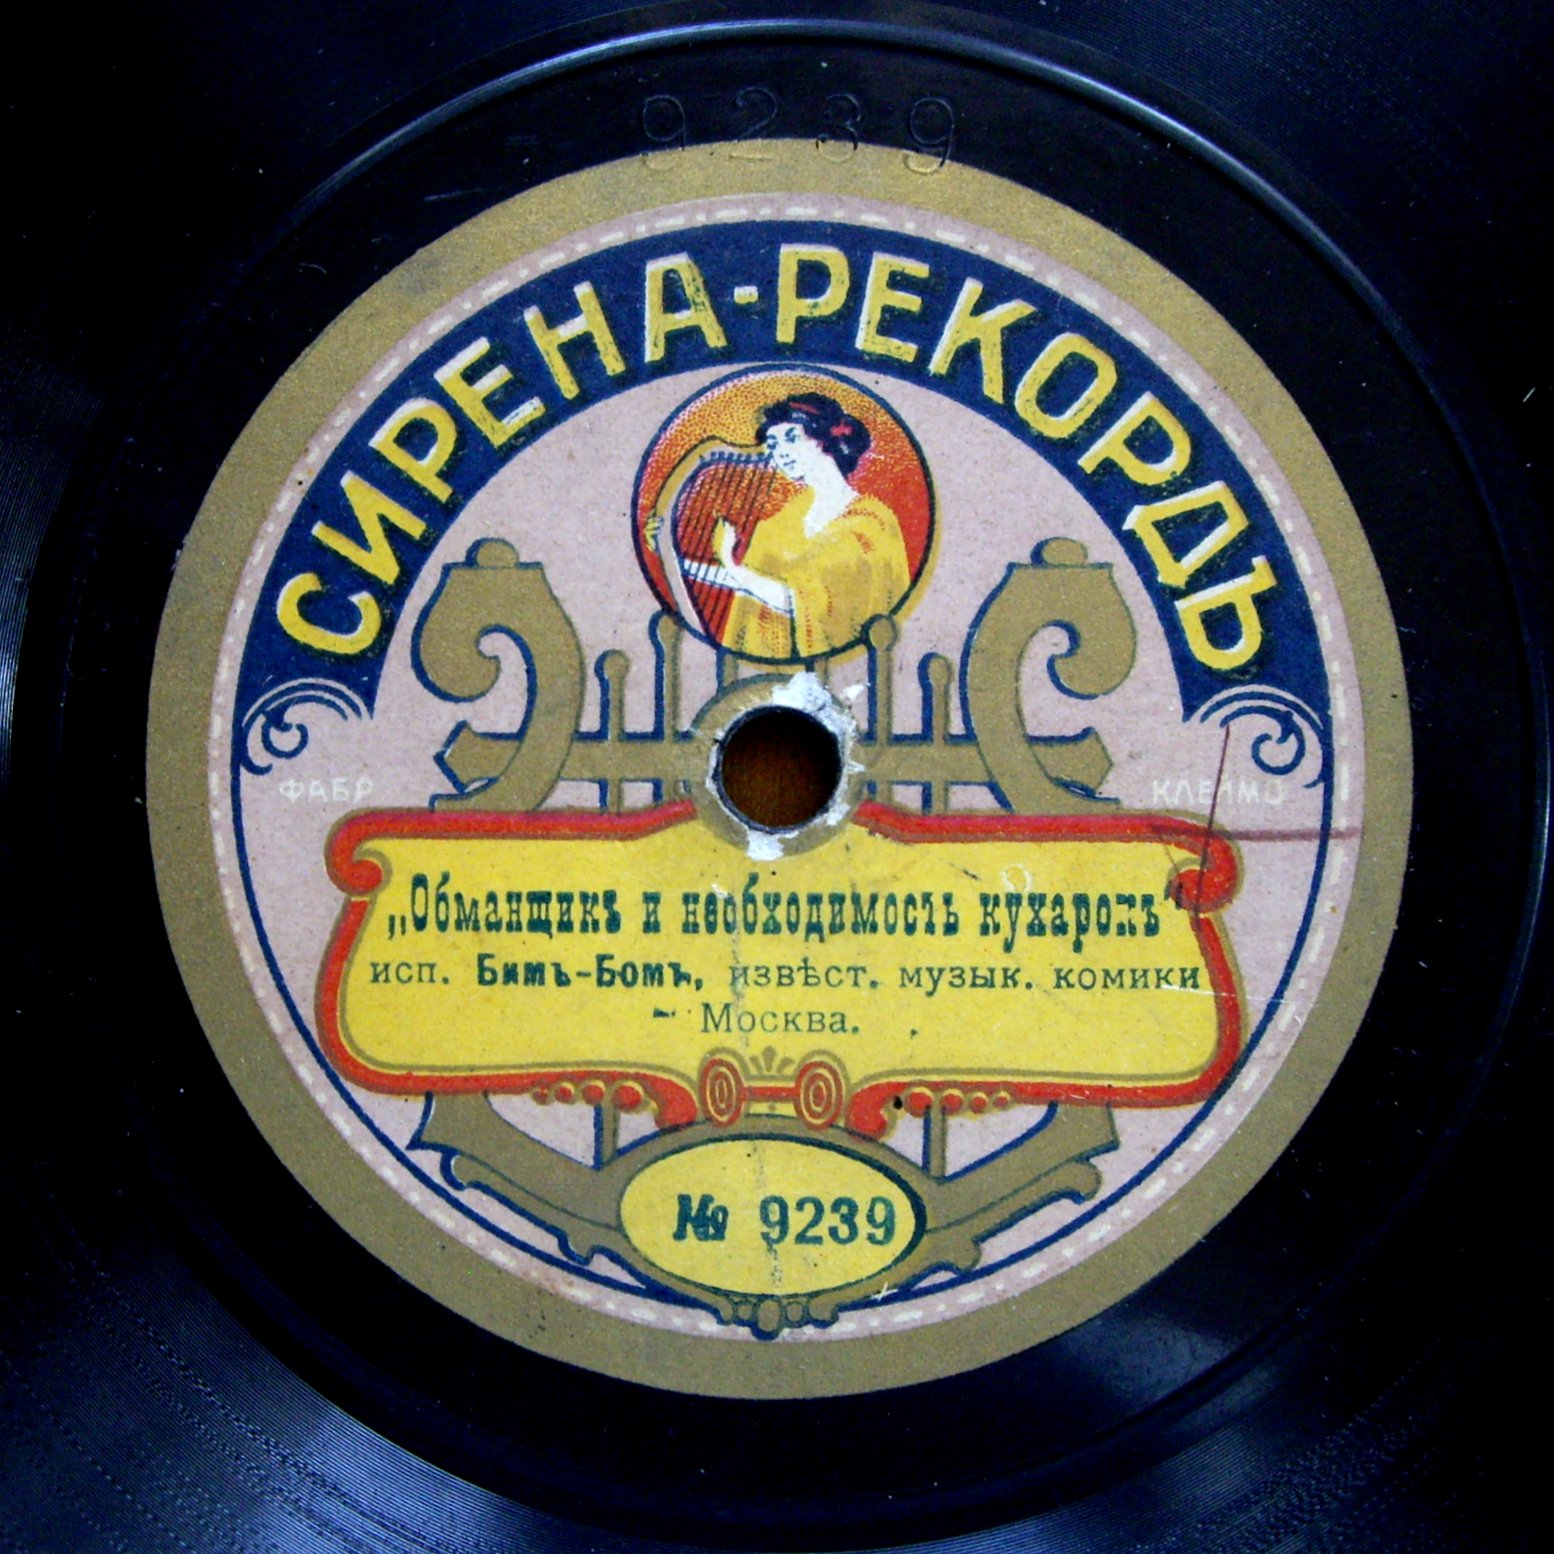 9239
СИРЕНА-РЕКОРДЪ
ФАБР КЛЕЙМО
„Обманщикъ и необходимость кухарокъ“
исп. Бимъ-Бомъ, извѣст. музык. комики
Москва.
№ 9239